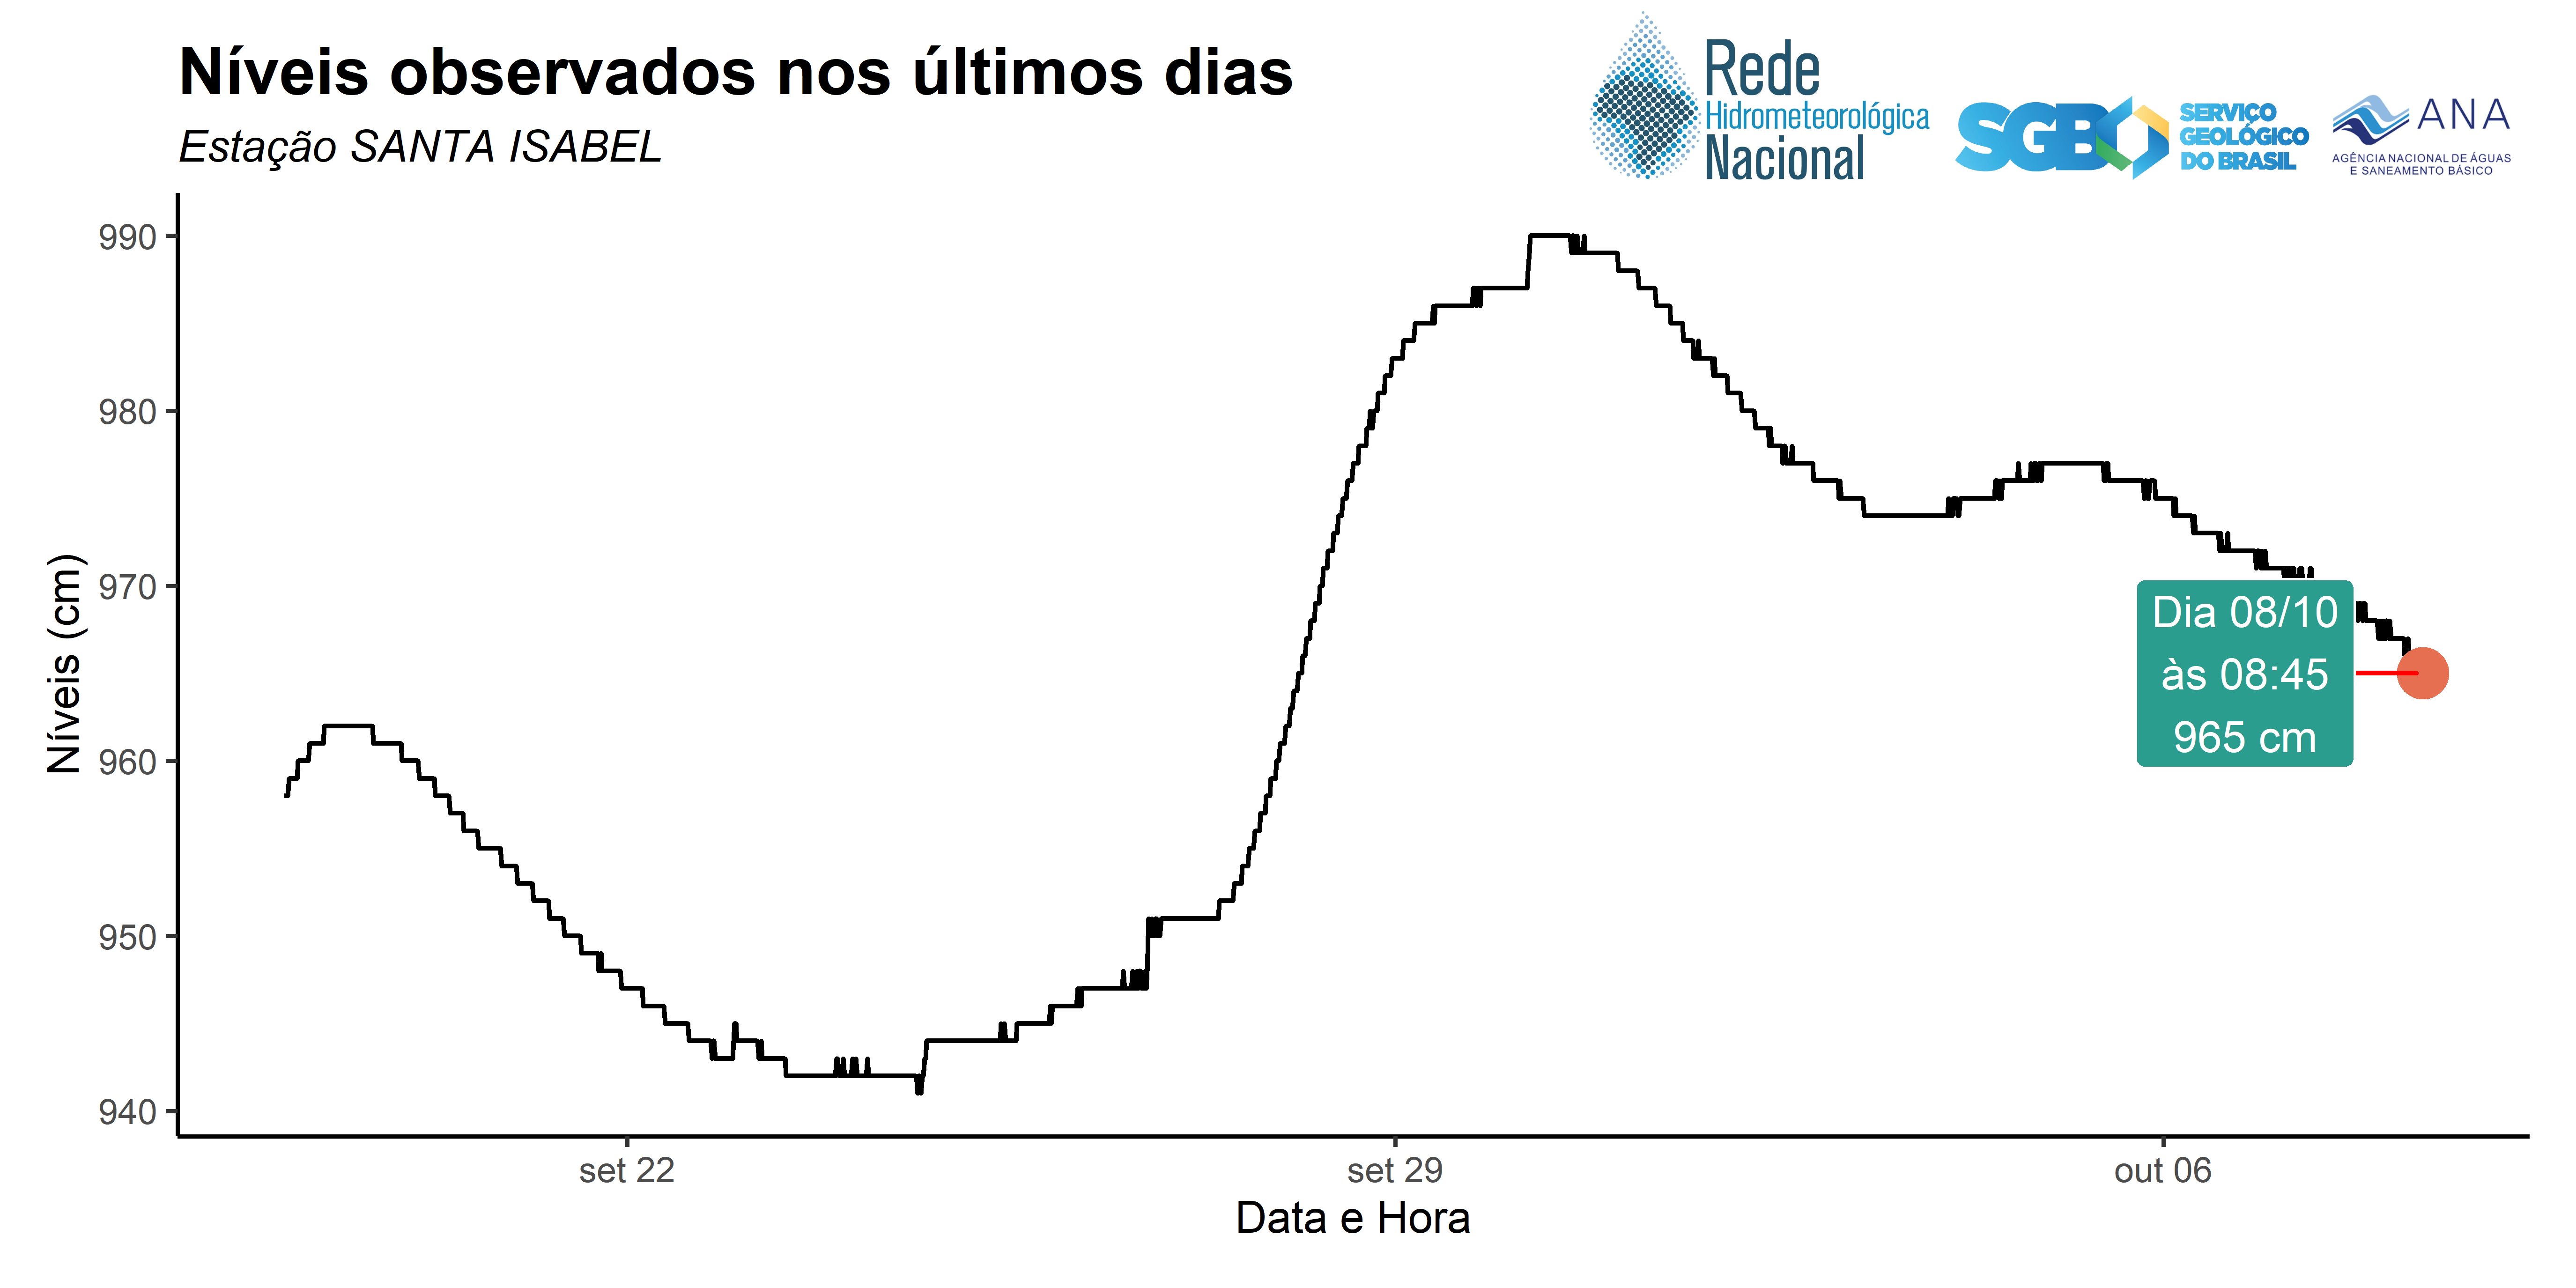 Níveis observados nos últimos dias
Estação SANTA ISABEL
Rede
Hidrometeorológica
Nacional
SGB
SERVIÇO
GEOLÓGICO
DO BRASIL
ANA
AGÊNCIA NACIONAL DE ÁGUAS
E SANEAMENTO BÁSICO
Níveis (cm)
990
980
970
960
950
940
Dia 08/10
às 08:45
965 cm
set 22
set 29
out 06
Data e Hora